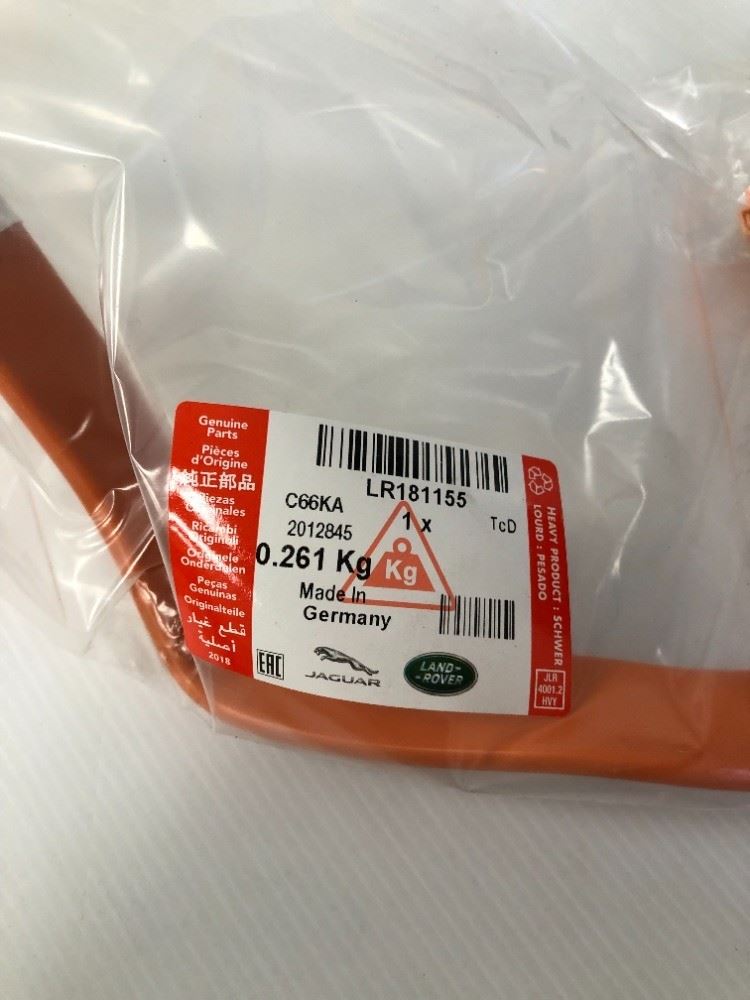 Genuine
Parts
Pièces
d'Origine
純正部品
Piezas
Originales
Ricambi
Originali
Originele
Onderdelen
Peças
Genuinas
Originalteile
قطع غيار
أصلية
2018
LR181155
C66KA
1 x
TcD
2012845
0.261 Kg
Kg
Made In
Germany
EAC
JAGUAR
LAND-
-ROVER
HEAVY PRODUCT : SCHWER
LOURD : PESADO
JLR
4001.2
HVY